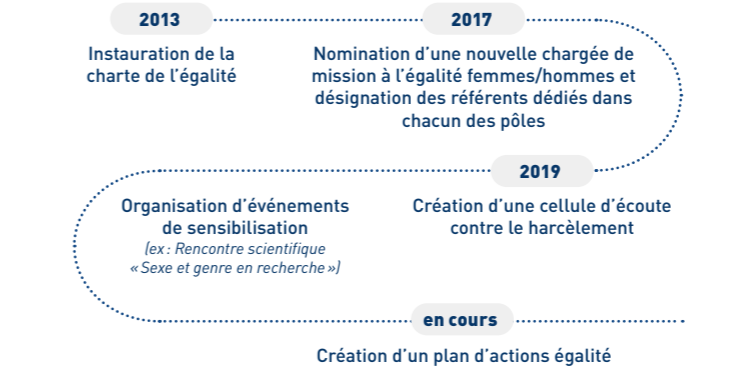 2013
Instauration de la
charte de l’égalité
2017
Nomination d’une nouvelle chargée de
mission à l’égalité femmes/hommes et
désignation des référents dédiés dans
chacun des pôles
2019
Création d’une cellule d’écoute
contre le harcèlement
Organisation d’événements
de sensibilisation
(ex : Rencontre scientifique
« Sexe et genre en recherche »)
en cours
Création d’un plan d’actions égalité